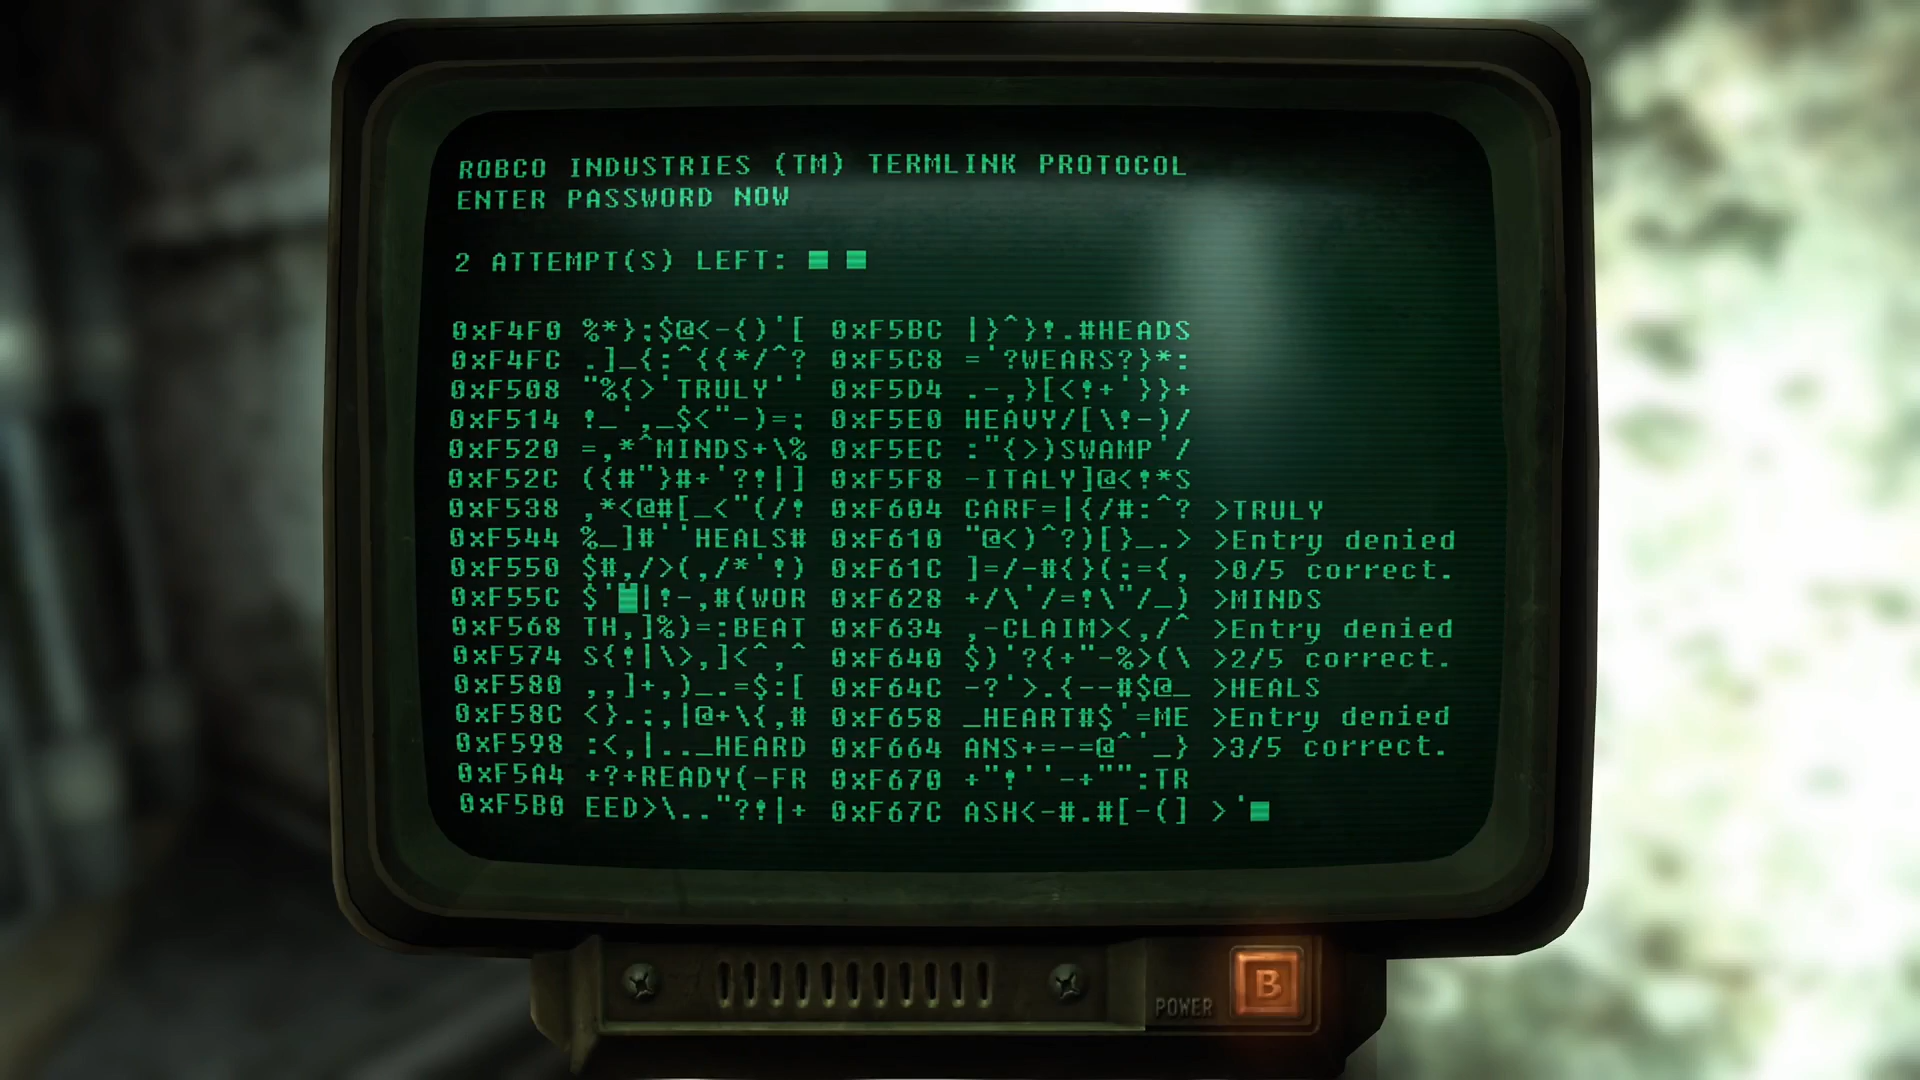 ROBCO INDUSTRIES (TM) TERMLINK PROTOCOL
ENTER PASSWORD NOW
2 ATTEMPT(S) LEFT: ■ ■
0xF4F0 %*};$@<-{)'[ 0xF5BC |}^}!.#HEADS
0xF4FC .]_{:^{{*/^? 0xF5C8 ='?WEARS?}*:
0xF508 "%{>'TRULY'' 0xF5D4 .-,}[<!+'}}+
0xF514 !_',_$<"-)=: 0xF5E0 HEAVY/[\!-)/
0xF520 =,*^MINDS+\% 0xF5EC :"{>)SWAMP'/
0xF52C ({#"}#+'?!|] 0xF5F8 -ITALY]@<!*S
0xF538 ,*<@#[_<"(/! 0xF604 CARF=|{/#:^? >TRULY
0xF544 %_]#''HEALS# 0xF610 "@<)^?)[}_.> >Entry denied
0xF550 $#,/>(,/*'!) 0xF61C ]=/-#{}(;={, >0/5 correct.
0xF55C $'"|!-,#(WOR 0xF628 +/\'/=!\"/_) >MINDS
0xF568 TH,]%)=:BEAT 0xF634 ,-CLAIM><,/^ >Entry denied
0xF574 S{!|\>,]<^,^ 0xF640 $)'?{+"-%>(\ >2/5 correct.
0xF580 ,,]+,)_.=$:[ 0xF64C -?'>.{--#$@_ >HEALS
0xF58C <}.;,|@+\{,# 0xF658 _HEART#$'=ME >Entry denied
0xF598 :<,|.._HEARD 0xF664 ANS+=-=@^'_} >3/5 correct.
0xF5A4 +?+READY(-FR 0xF670 +"!''-+"":TR
0xF5B0 EED>\.."?!|+ 0xF67C ASH<-#.#[-(] >'■
POWER
B